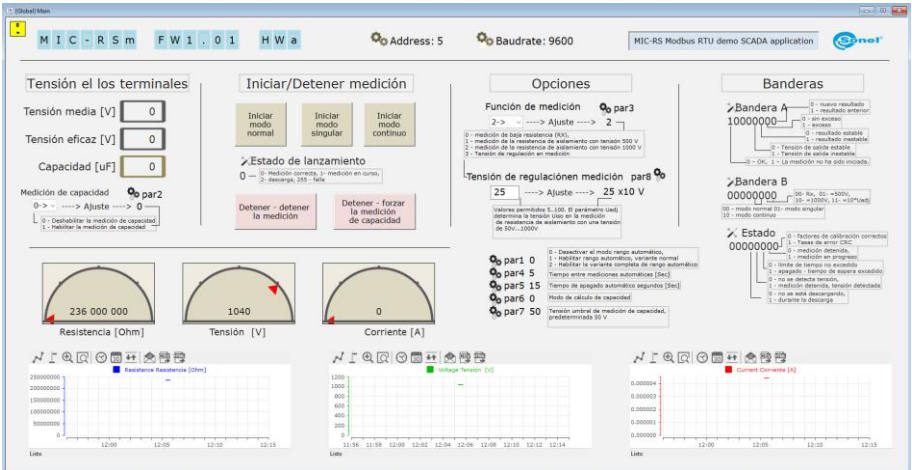 [Global] Main
MIC-RSm FW1.01 HWa
Address: 5
Baudrate: 9600
MIC-RS Modbus RTU demo SCADA application
Sonel
Tensión el los terminales
Tensión media [V] 0
Tensión eficaz [V] 0
Capacidad [uF] 0
Medición de capacidad par2
0-> ----> Ajuste ----> 0
0 - Deshabilitar la medición de capacidad
1 - Habilitar la medición de capacidad
Iniciar/Detener medición
Iniciar modo normal
Iniciar modo singular
Iniciar modo continuo
Estado de lanzamiento
0 0- Medición correcta, 1- medición en curso,
2- descarga, 255 - falla
Detener - detener la medición
Detener - forzar la medición de capacidad
Opciones
Función de medición par3
2-> ----> Ajuste ----> 2
0 - medición de baja resistencia (RX),
1 - medición de la resistencia de aislamiento con tensión 500 V
2 - medición de la resistencia de aislamiento con tensión 1000 V
3 - Tensión de regulación en medición
Tensión de regulaciónen medición par8
25 ----> Ajuste ----> 25 x10 V
Valores permitidos 5..100. El parámetro Uadj
determina la tensión Uiso en la medición
de resistencia de aislamiento con una tensión
de 50V...1000V
par1 0
0 - Desactivar el modo rango automático,
1 - Habilitar rango automático, variante normal
2 - Habilitar la variante completa de rango automático
par4 5 Tiempo entre mediciones automáticas [Sec]
par5 15 Tiempo de apagado automático segundos [Sec]
par6 0 Modo de cálculo de capacidad
par7 50 Tensión umbral de medición de capacidad,
predeterminada 50 V
Banderas
Bandera A
10000000
0 - nuevo resultado
1 - resultado anterior
0 - sin exceso
1 - exceso
0 - resultado estable
1 - resultado inestable
0 - Tensión de salida estable
1 - Tensión de salida inestable
0 - OK, 1 - La medición no ha sido iniciada.
Bandera B
00000000
00- Rx, 01- =500V,
10- =1000V, 11- =10*Uadj
00 - modo normal 01- modo singular
10 - modo continuo
Estado
00000000
0 - factores de calibración correctos
1 - Tasas de error CRC
0 - medición detenida,
1 - medición en progreso
0 - límite de tiempo no excedido
1 - apagado - tiempo de espera excedido
0 - no se detecta tensión,
1 - medición detenida, tensión detectada
0 - no se está descargando,
1 - durante la descarga
236 000 000
Resistencia [Ohm]
1040
Tensión [V]
0
Corriente [A]
Resistance Resistencia [Ohm]
250000000
200000000
150000000
100000000
50000000
0
12:00 12:05 12:10 12:15
Listo
Voltage Tensión [V]
1200
1000
800
600
400
200
0
11:56 11:58 12:00 12:02 12:04 12:06 12:08 12:10 12:12 12:14
Listo
Current Corriente [A]
0.000004
0.000003
0.000002
0.000001
0.000000
12:00 12:05 12:10 12:15
Listo